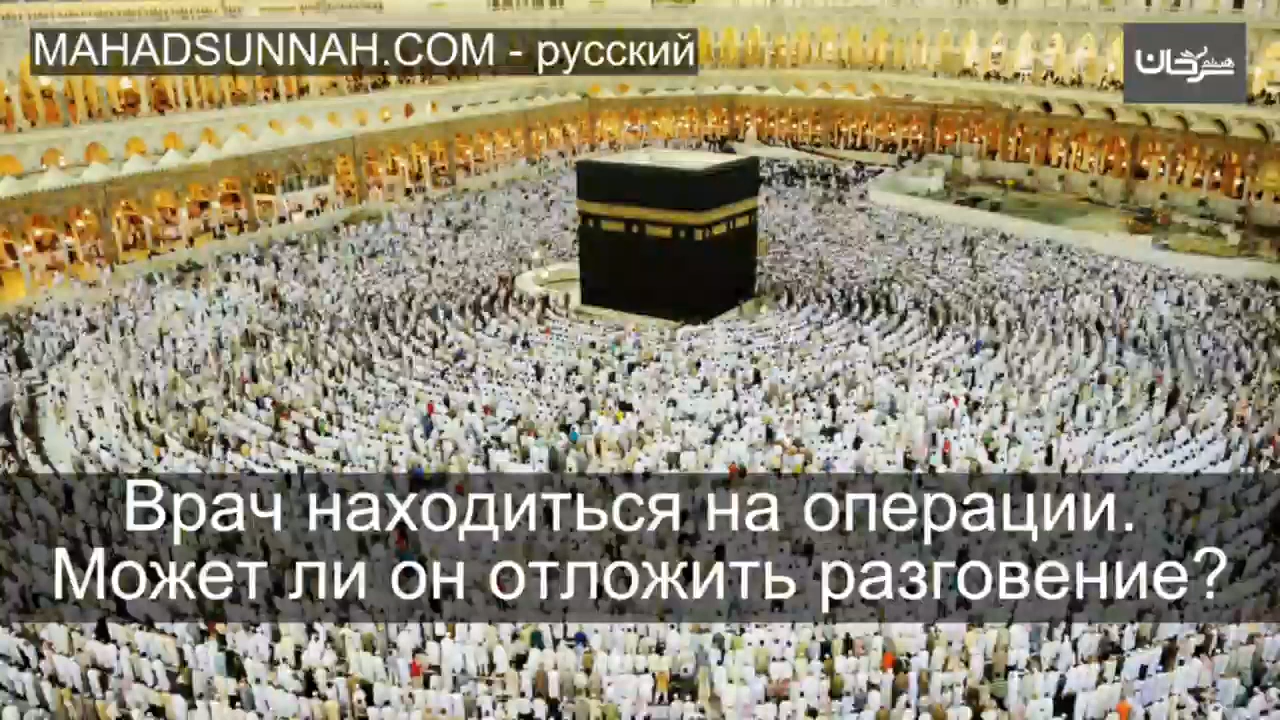 MAHADSUNNAH.COM - русский
Врач находиться на операции.
Может ли он отложить разговение?